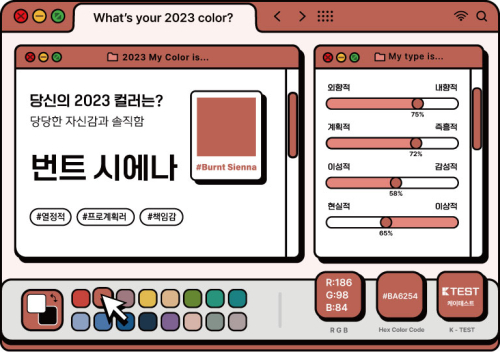 What's your 2023 color?
2023 My Color is...
당신의 2023 컬러는?
당당한 자신감과 솔직함
번트 시에나
#Burnt Sienna
#열정적 #프로계획러 #책임감
My type is...
외향적 내향적
75%
계획적 즉흥적
72%
이성적 감성적
58%
현실적 이상적
65%
R:186
G:98
B:84
RGB
#BA6254
Hex Color Code
KTEST
케이테스트
K - TEST